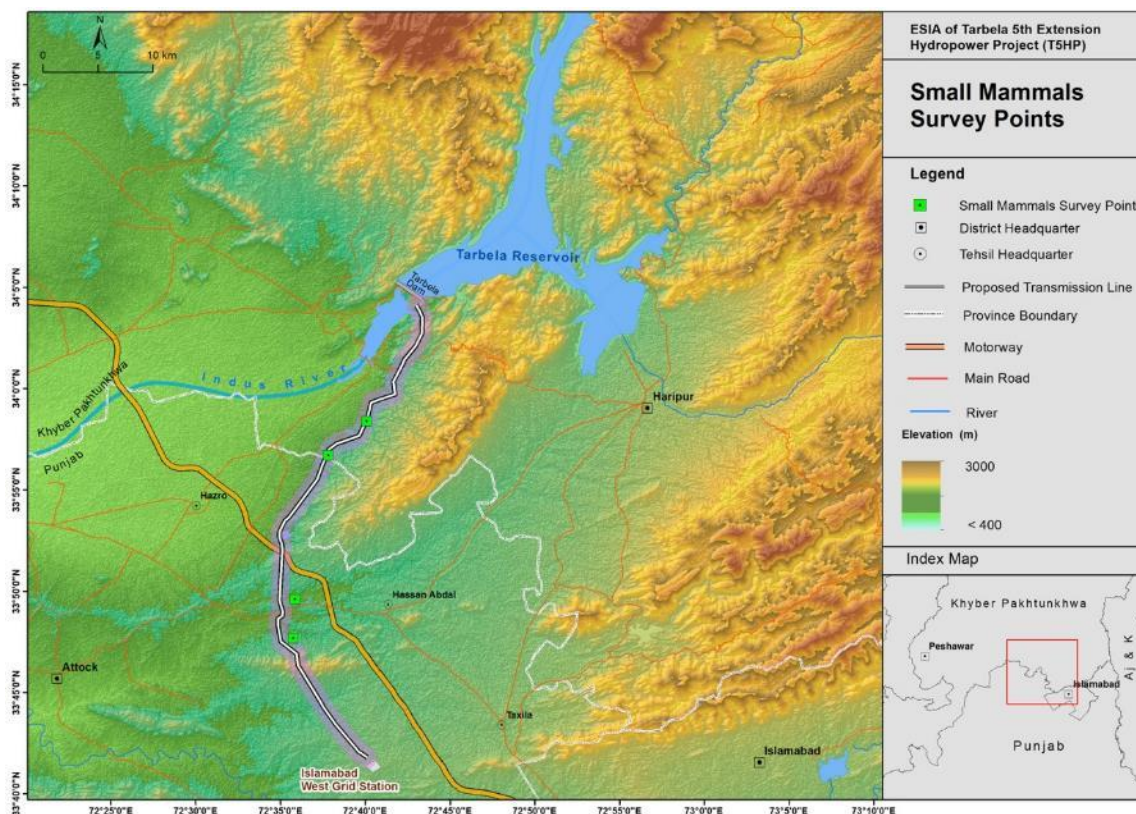 ESIA of Tarbela 5th Extension
Hydropower Project (T5HP)
Small Mammals
Survey Points
Legend
Small Mammals Survey Point
District Headquarter
Tehsil Headquarter
Proposed Transmission Line
Province Boundary
Motorway
Main Road
River
Elevation (m)
3000
< 400
Index Map
Khyber Pakhtunkhwa
Peshawar
Aj & K
Islamabad
Punjab
N
0 5 10 km
34°15'0"N
34°10'0"N
34°5'0"N
34°0'0"N
33°55'0"N
33°50'0"N
33°45'0"N
33°40'0"N
Tarbela Reservoir
Tarbela
Dam
Indus River
Khyber Pakhtunkhwa
Punjab
Haripur
Hazro
Hassan Abdal
Attock
Taxila
Islamabad
Islamabad
West Grid Station
72°25'0"E
72°30'0"E
72°35'0"E
72°40'0"E
72°45'0"E
72°50'0"E
72°55'0"E
73°0'0"E
73°5'0"E
73°10'0"E